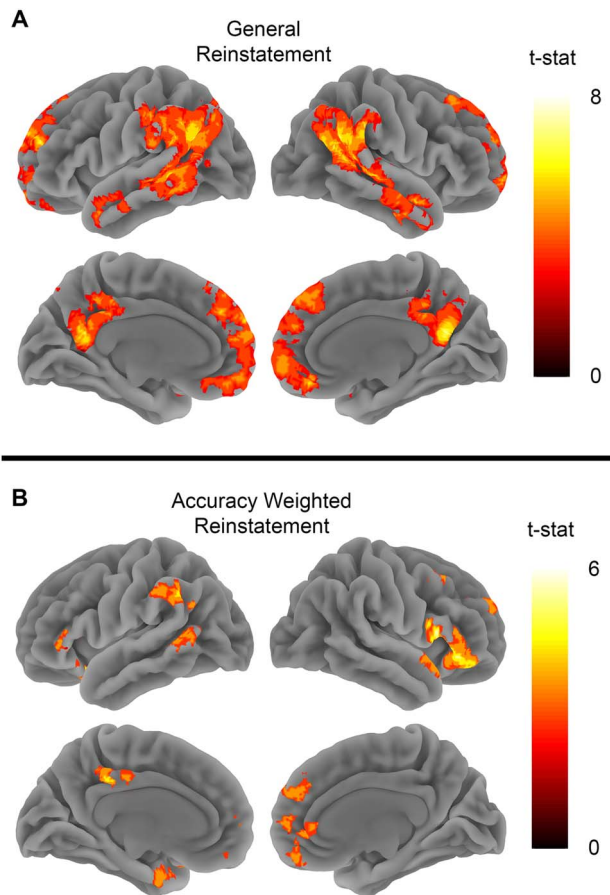 A
General
Reinstatement
t-stat
8
0
B
Accuracy Weighted
Reinstatement
t-stat
6
0